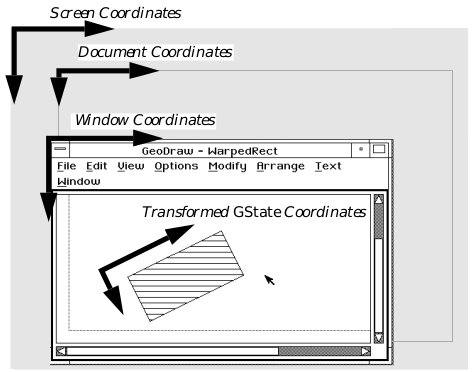 Screen Coordinates
Document Coordinates
Window Coordinates
GeoDraw - WarpedRect
File Edit View Options Modify Arrange Text
Window
Transformed GState Coordinates